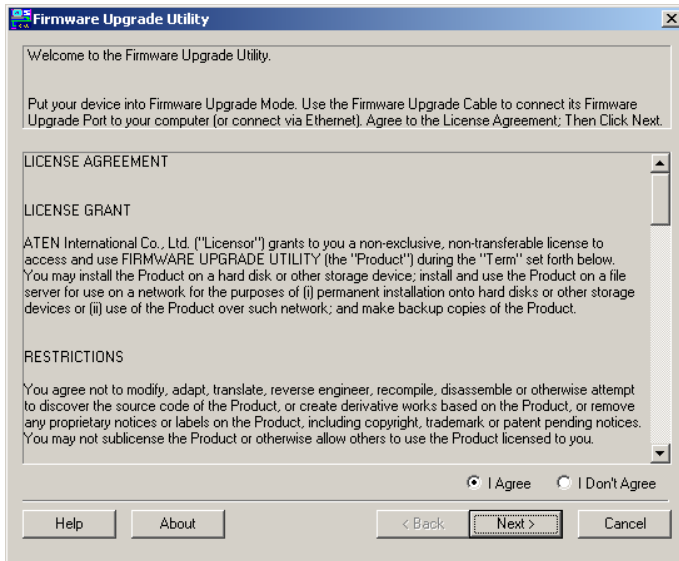 Firmware Upgrade Utility
Welcome to the Firmware Upgrade Utility.
Put your device into Firmware Upgrade Mode. Use the Firmware Upgrade Cable to connect its Firmware
Upgrade Port to your computer (or connect via Ethernet). Agree to the License Agreement; Then Click Next.
LICENSE AGREEMENT
LICENSE GRANT
ATEN International Co., Ltd. ("Licensor") grants to you a non-exclusive, non-transferable license to
access and use FIRMWARE UPGRADE UTILITY (the "Product") during the "Term" set forth below.
You may install the Product on a hard disk or other storage device; install and use the Product on a file
server for use on a network for the purposes of (i) permanent installation onto hard disks or other storage
devices or (ii) use of the Product over such network; and make backup copies of the Product.
RESTRICTIONS
You agree not to modify, adapt, translate, reverse engineer, recompile, disassemble or otherwise attempt
to discover the source code of the Product, or create derivative works based on the Product, or remove
any proprietary notices or labels on the Product, including copyright, trademark or patent pending notices.
You may not sublicense the Product or otherwise allow others to use the Product licensed to you.
I Agree I Don't Agree
Help About < Back Next > Cancel